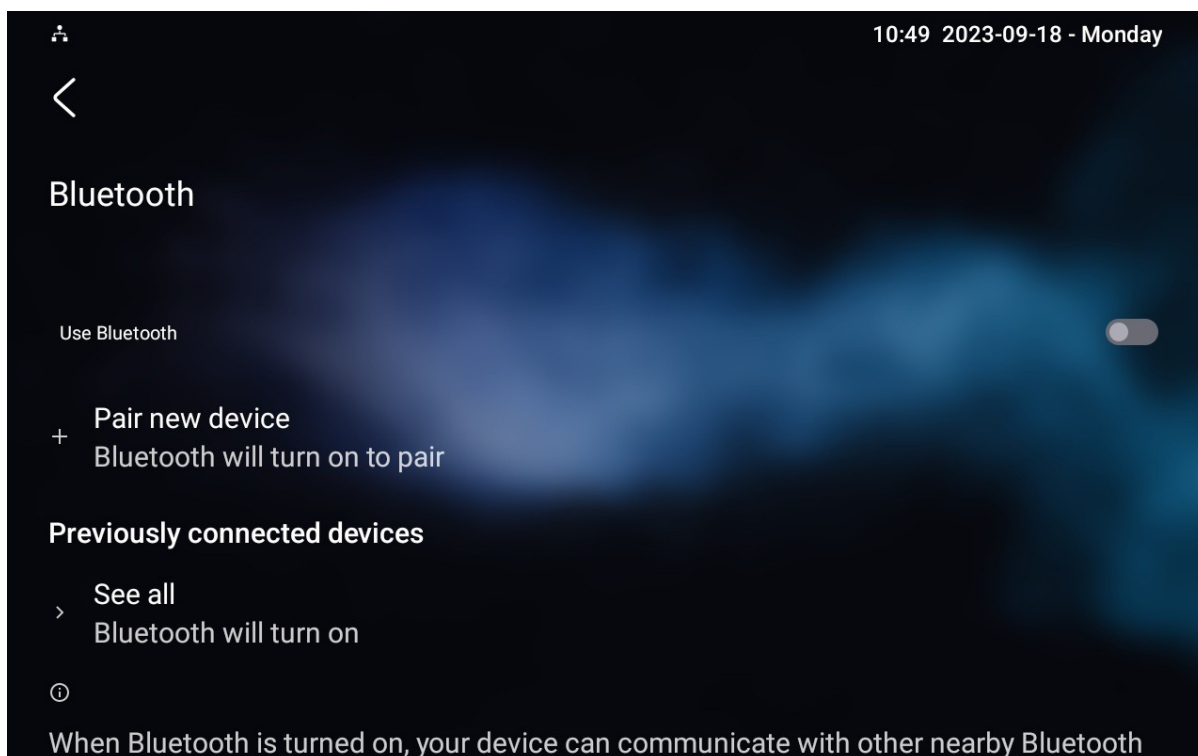 10:49 2023-09-18 - Monday
Bluetooth
Use Bluetooth
Pair new device
Bluetooth will turn on to pair
Previously connected devices
See all
Bluetooth will turn on
When Bluetooth is turned on, your device can communicate with other nearby Bluetooth